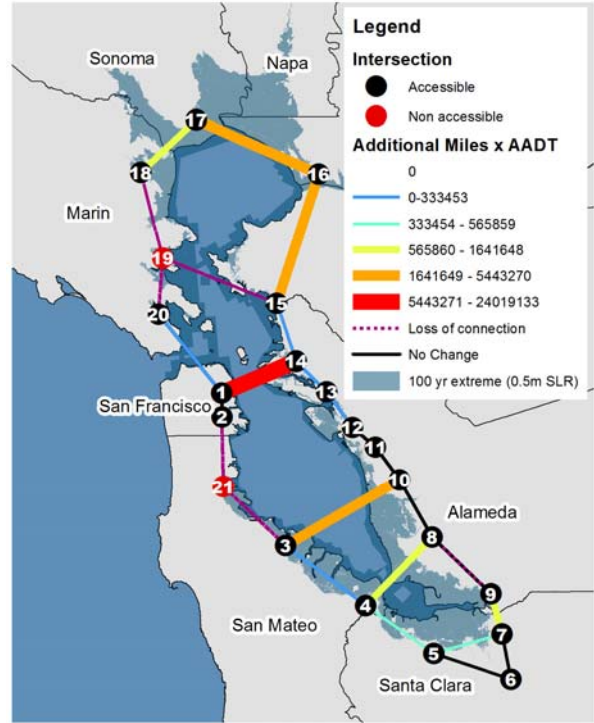 Legend
Intersection
Accessible
Non accessible
Additional Miles x AADT
0
0-333453
333454 - 565859
565860 - 1641648
1641649 - 5443270
5443271 - 24019133
Loss of connection
No Change
100 yr extreme (0.5m SLR)
Sonoma
Napa
17
18
16
Marin
19
15
20
14
1
13
San Francisco
2
12
11
10
21
Alameda
8
3
9
4
San Mateo
7
5
6
Santa Clara